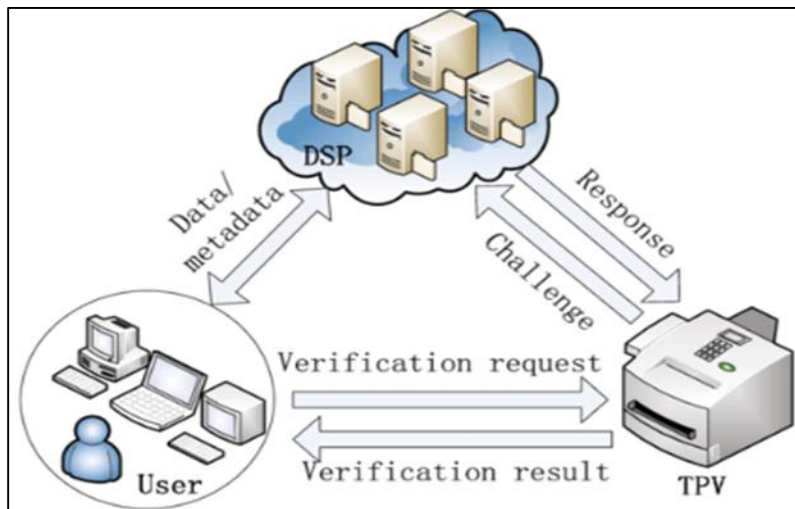 DSP
Data/
metadata
Response
Challenge
Verification request
Verification result
User
TPV